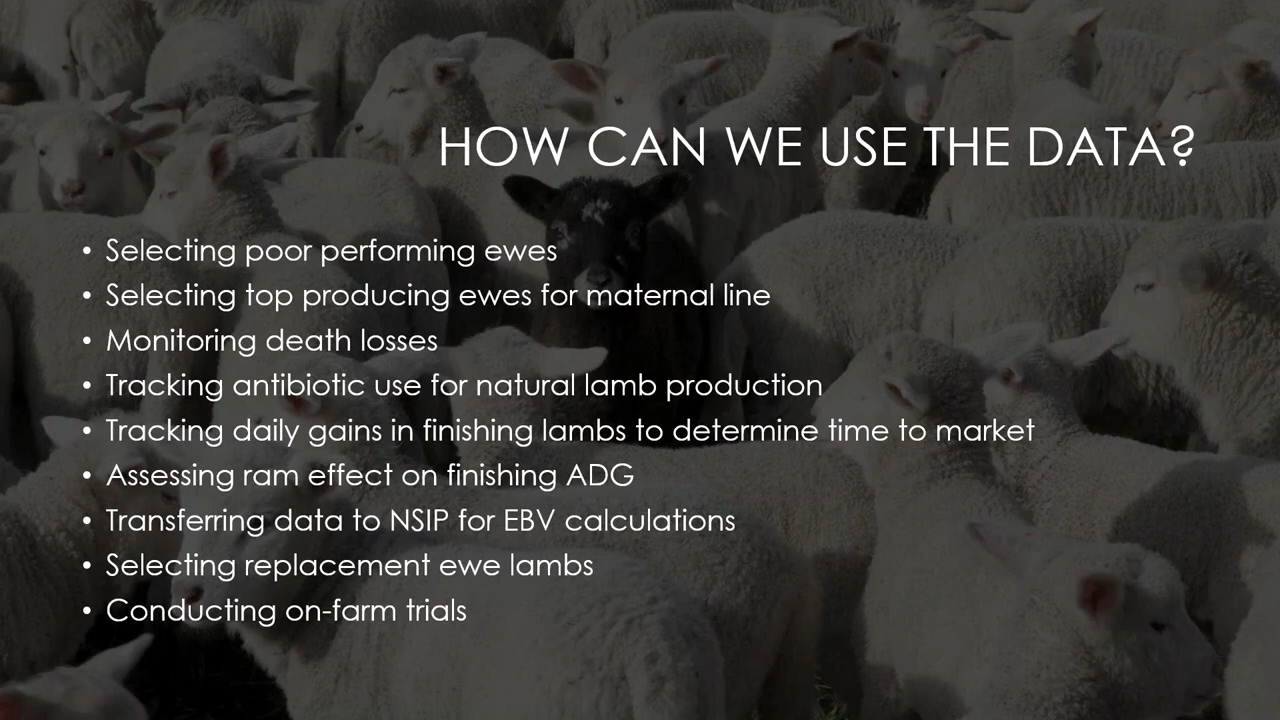 HOW CAN WE USE THE DATA?
• Selecting poor performing ewes
• Selecting top producing ewes for maternal line
• Monitoring death losses
• Tracking antibiotic use for natural lamb production
• Tracking daily gains in finishing lambs to determine time to market
• Assessing ram effect on finishing ADG
• Transferring data to NSIP for EBV calculations
• Selecting replacement ewe lambs
• Conducting on-farm trials